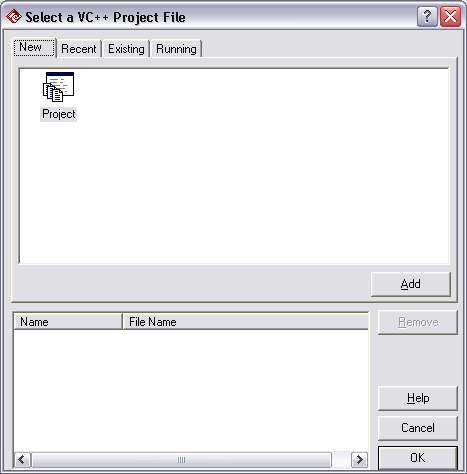 Select a VC++ Project File
New Recent Existing Running
Project
Add
Name File Name
Remove
Help
Cancel
OK